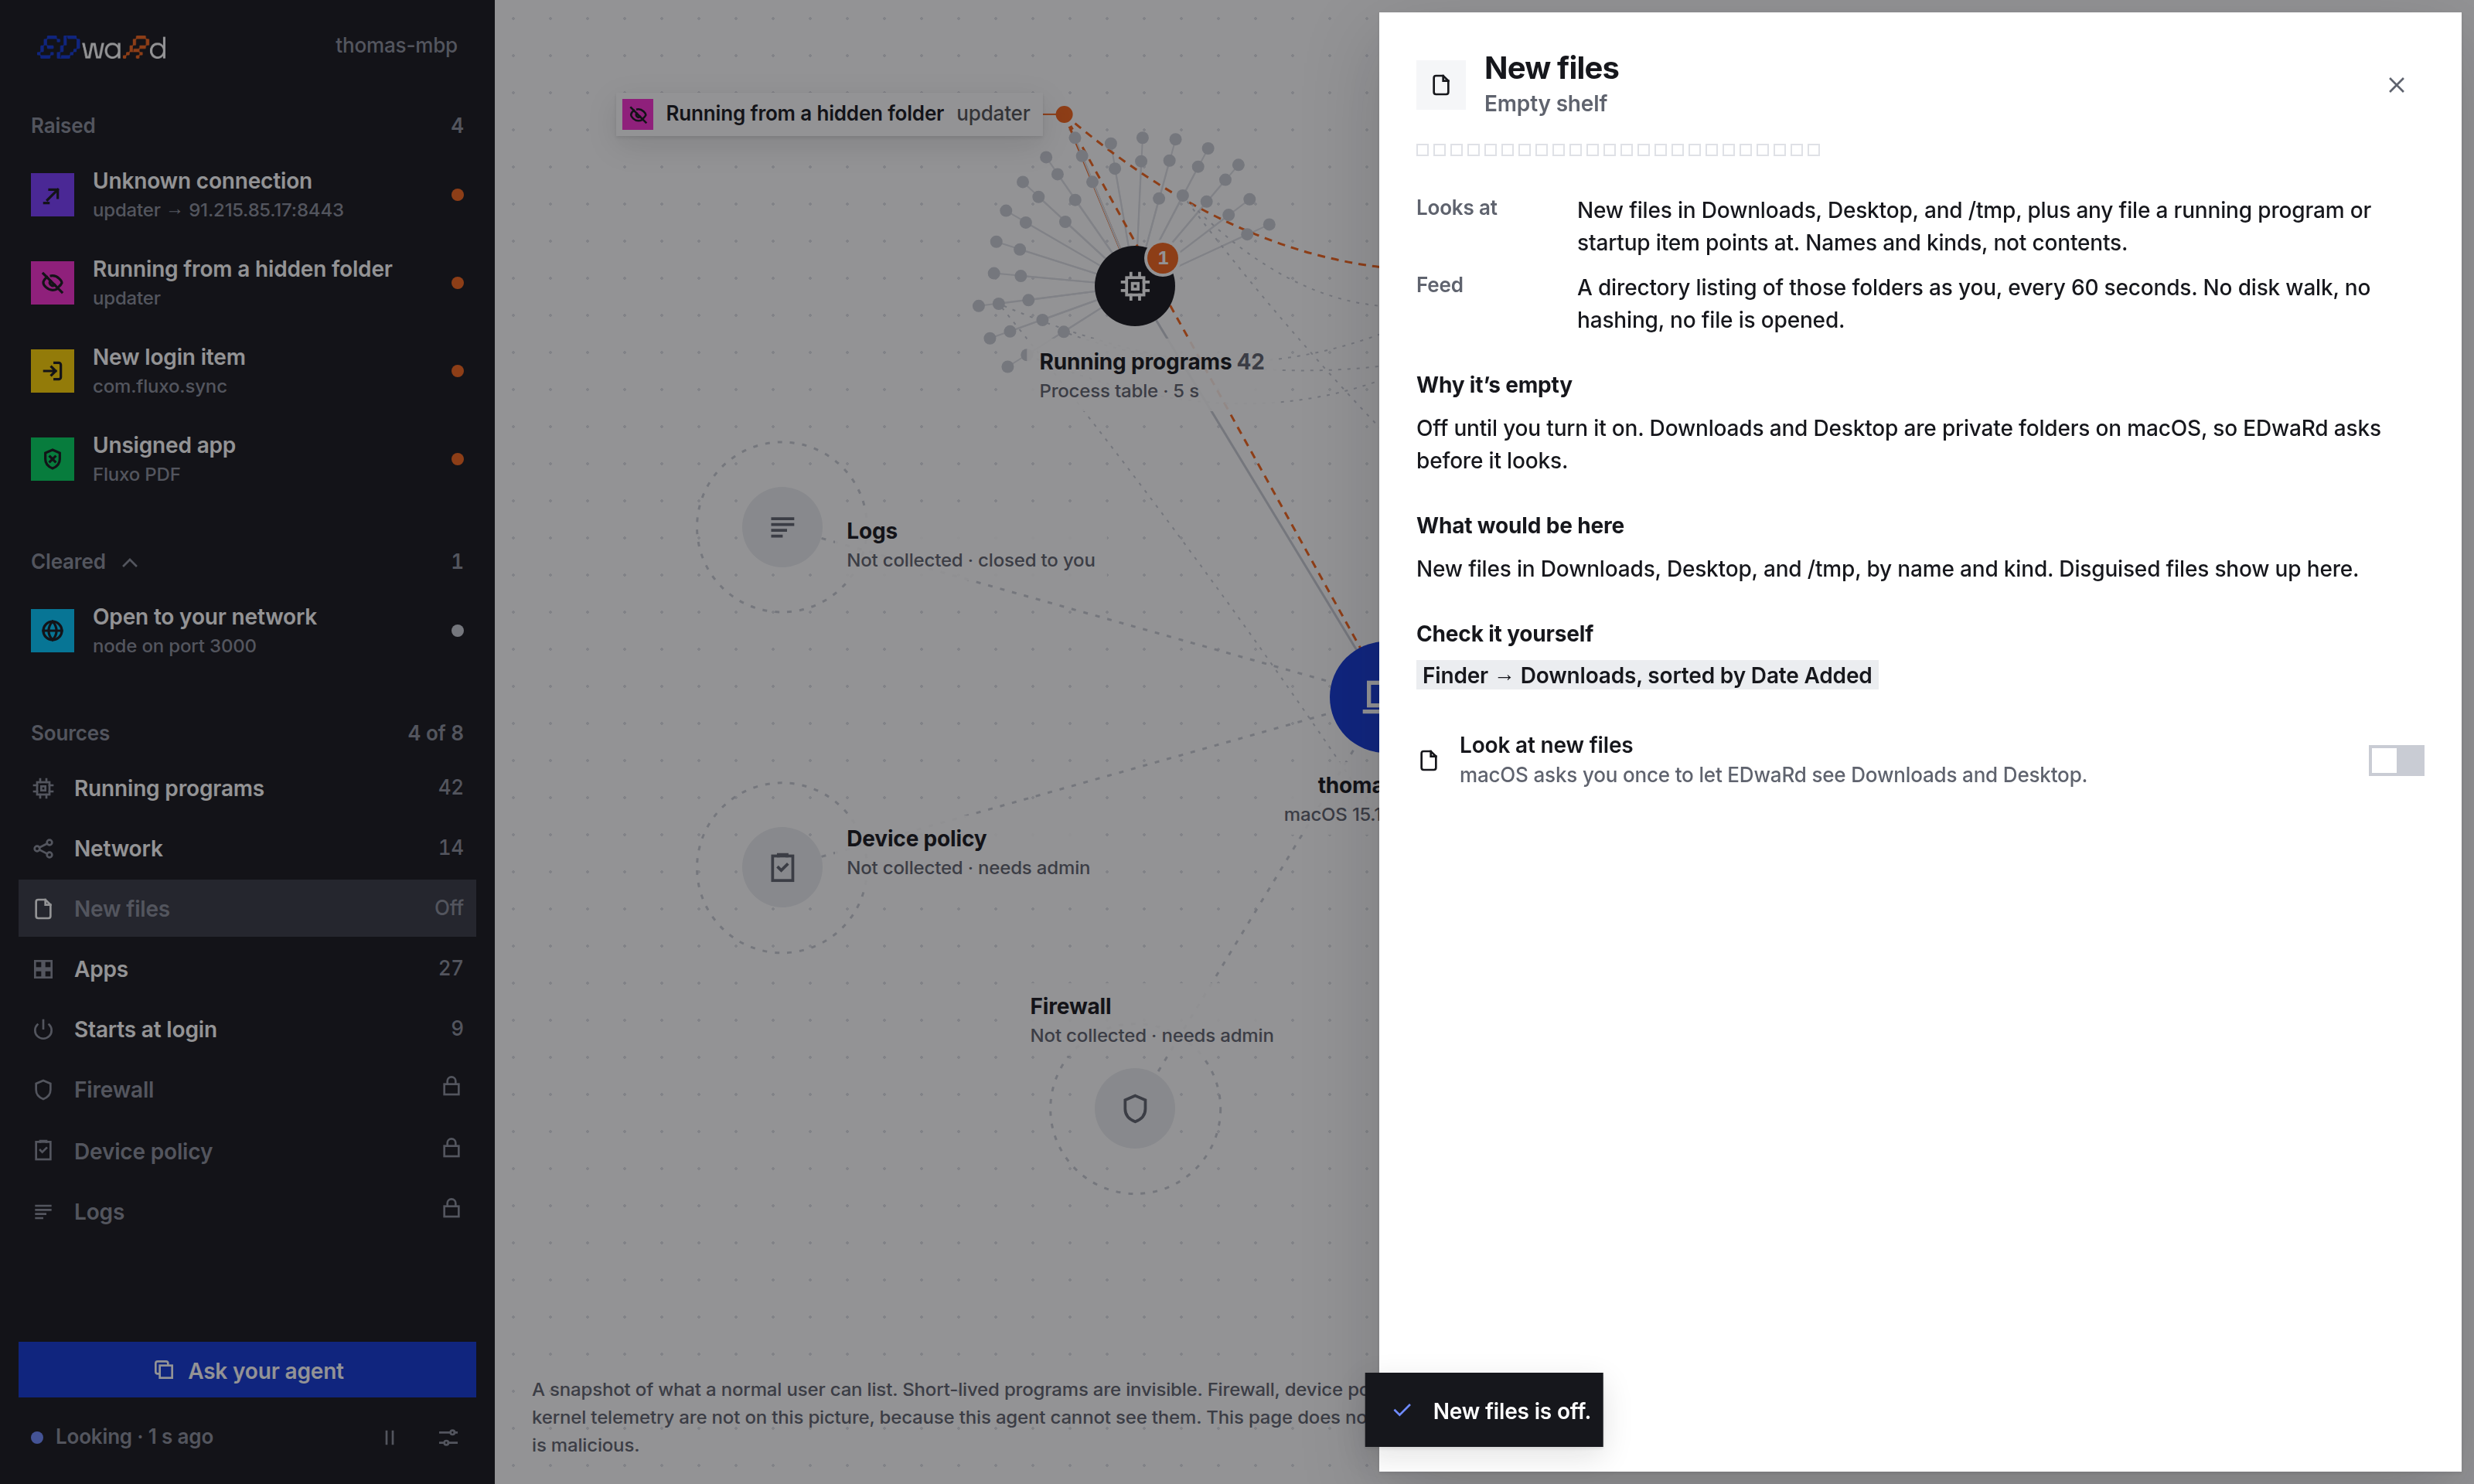 EDwaRd
thomas-mbp
Raised 4
Unknown connection
updater → 91.215.85.17:8443
Running from a hidden folder
updater
New login item
com.fluxo.sync
Unsigned app
Fluxo PDF
Cleared 1
Open to your network
node on port 3000
Sources 4 of 8
Running programs 42
Network 14
New files Off
Apps 27
Starts at login 9
Firewall
Device policy
Logs
Ask your agent
Looking · 1 s ago
Running from a hidden folder updater
1
Running programs 42
Process table · 5 s
Logs
Not collected · closed to you
Device policy
Not collected · needs admin
Firewall
Not collected · needs admin
thoma
macOS 15.1
A snapshot of what a normal user can list. Short-lived programs are invisible. Firewall, device po
kernel telemetry are not on this picture, because this agent cannot see them. This page does no
is malicious.
New files
Empty shelf
Looks at
New files in Downloads, Desktop, and /tmp, plus any file a running program or
startup item points at. Names and kinds, not contents.
Feed
A directory listing of those folders as you, every 60 seconds. No disk walk, no
hashing, no file is opened.
Why it’s empty
Off until you turn it on. Downloads and Desktop are private folders on macOS, so EDwaRd asks
before it looks.
What would be here
New files in Downloads, Desktop, and /tmp, by name and kind. Disguised files show up here.
Check it yourself
Finder → Downloads, sorted by Date Added
Look at new files
macOS asks you once to let EDwaRd see Downloads and Desktop.
New files is off.